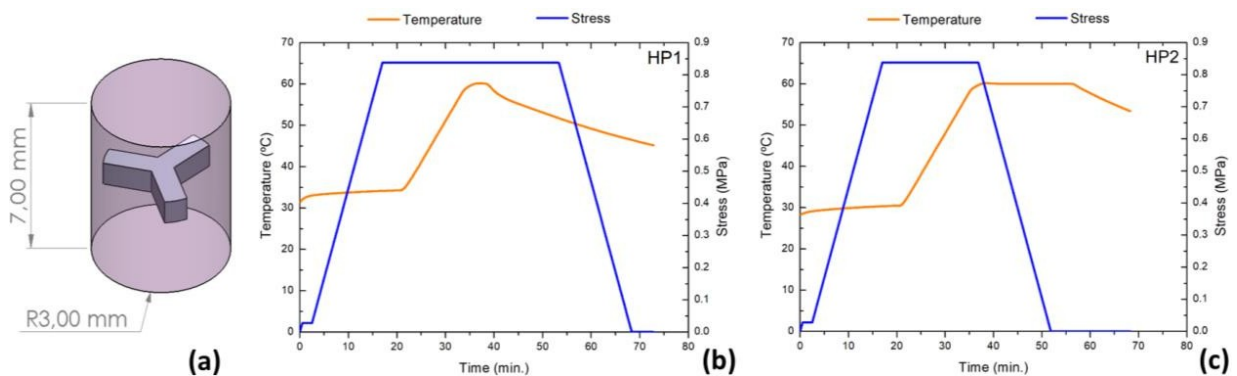 7,00 mm
R3,00 mm
(a)
Temperature Stress
HP1
Temperature (ºC)
70
60
50
40
30
20
10
0
0 10 20 30 40 50 60 70 80
Time (min.)
0.9
0.8
0.7
0.6
0.5
0.4
0.3
0.2
0.1
0.0
Stress (MPa)
(b)
Temperature Stress
HP2
Temperature (ºC)
70
60
50
40
30
20
10
0
0 10 20 30 40 50 60 70 80
Time (min.)
0.9
0.8
0.7
0.6
0.5
0.4
0.3
0.2
0.1
0.0
Stress (MPa)
(c)